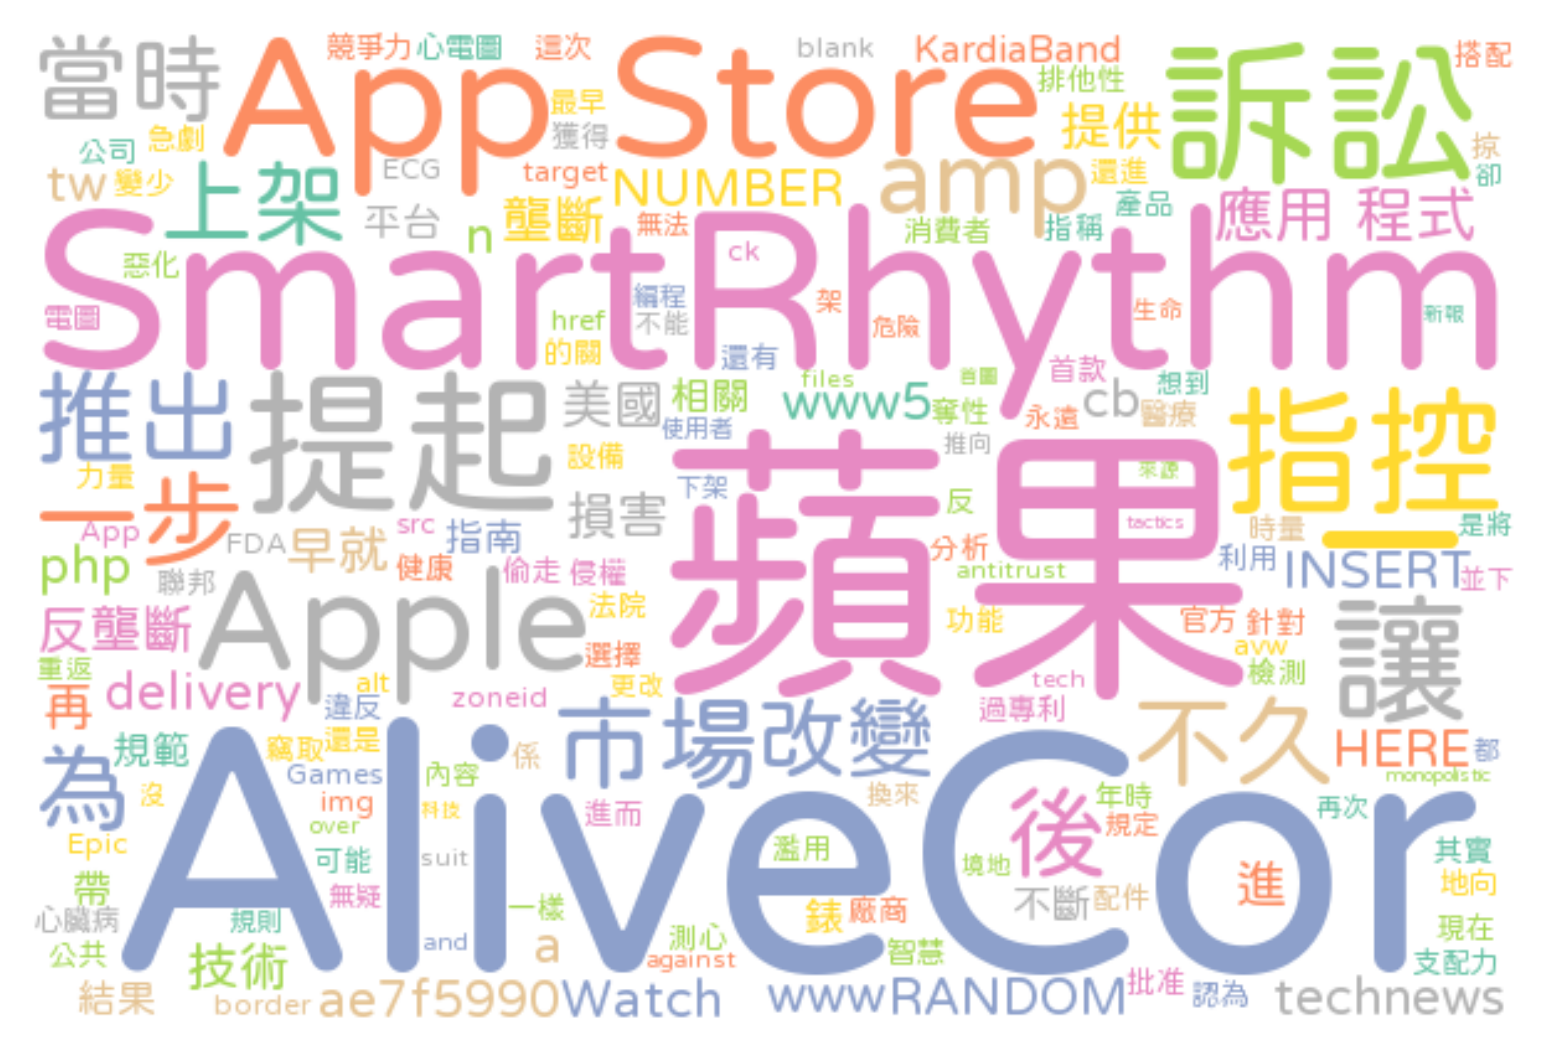 當時
App Store
競爭力
心電圖
這次
blank
KardiaBand
訴訟
搭配
排他性
最早
提供
急劇
獲得
公司
掠
ECG
target
amp
還進
卻
tw
變少
上架
NUMBER
產品
應用 程式
平台
壟斷
無法
消費者
指稱
n
SmartRhythm
ck
惡化
編程
架
生命
電圖
href
不能
危險
新報
的關
還有
首款
推出
提起
美國
相關
files
首圖
想到
www5
奪性
cb
醫療
指控
永遠
使用者
蘋果
推向
力量
設備
來源
下架
一步
損害
反
tactics
時量
是將
App
src
指南
FDA
早就
分析
利用
php
聯邦
健康
偷走
侵權
antitrust
INSERT
並下
Apple
法院
功能
官方
針對
讓
反壟斷
選擇
avw
重返
檢測
再
delivery
alt
zoneid
更改
tech
違反
市場
改變
過專利
不久
為
規範
竊取
還是
HERE
都
Games
係
內容
monopolistic
沒
img
科技
換來
年時
再次
over
進而
後
規定
AliveCor
Epic
可能
suit
濫用
境地
其實
帶
無疑
進
地向
一樣
錶
廠商
不斷
配件
心臟病
規則
現在
and
測心
公共
技術
a
against
智慧
支配力
結果
border
ae7f5990
Watch
www
RANDOM
批准
認為
technews